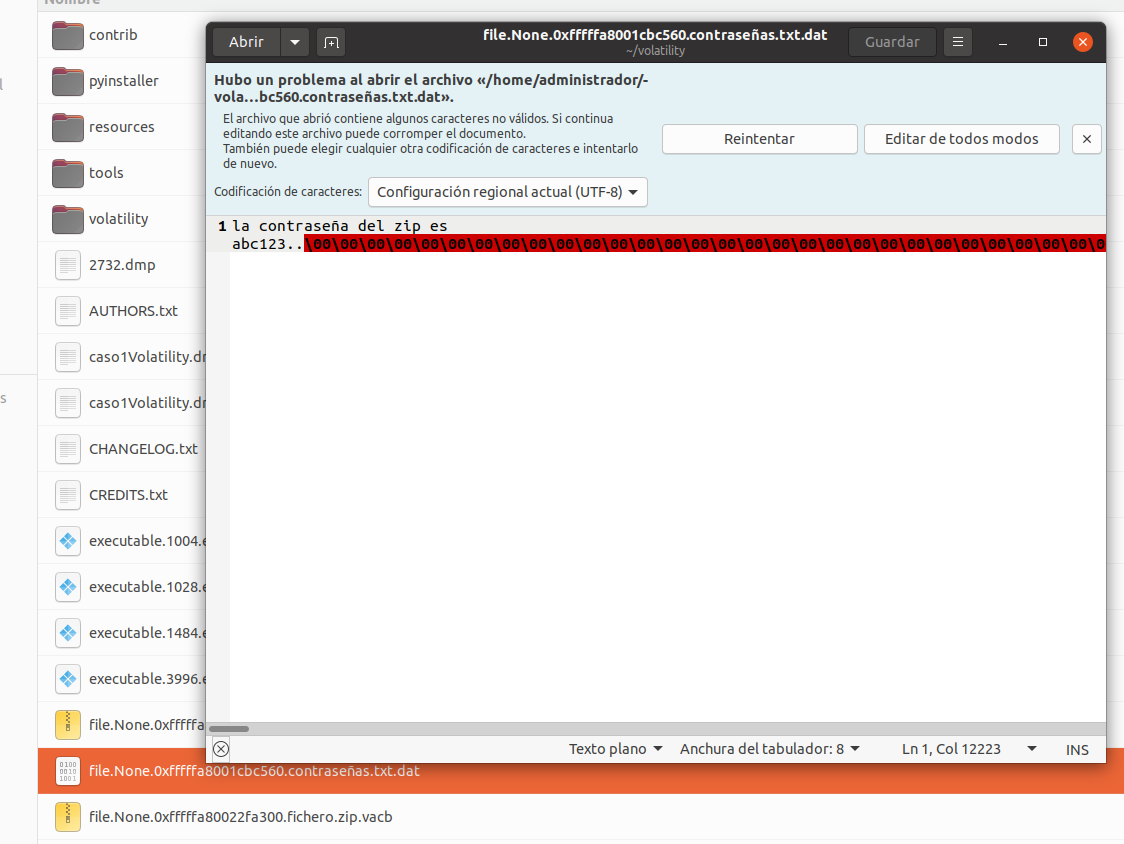 Nombre
contrib
pyinstaller
resources
tools
volatility
2732.dmp
AUTHORS.txt
caso1Volatility.dm
caso1Volatility.dm
CHANGELOG.txt
CREDITS.txt
executable.1004.e
executable.1028.e
executable.1484.e
executable.3996.e
file.None.0xfffffa
file.None.0xfffffa8001cbc560.contraseñas.txt.dat
file.None.0xfffffa80022fa300.fichero.zip.vacb
Abrir
file.None.0xfffffa8001cbc560.contraseñas.txt.dat
~/volatility
Guardar
Hubo un problema al abrir el archivo «/home/administrador/-
vola…bc560.contraseñas.txt.dat».
El archivo que abrió contiene algunos caracteres no válidos. Si continua
editando este archivo puede corromper el documento.
También puede elegir cualquier otra codificación de caracteres e intentarlo
de nuevo.
Reintentar
Editar de todos modos
Codificación de caracteres: Configuración regional actual (UTF-8)
1 la contraseña del zip es
abc123..\00\00\00\00\00\00\00\00\00\00\00\00\00\00\00\00\00\00\00\00\00\00\00\00\00\00\00\00\0
Texto plano
Anchura del tabulador: 8
Ln 1, Col 12223
INS